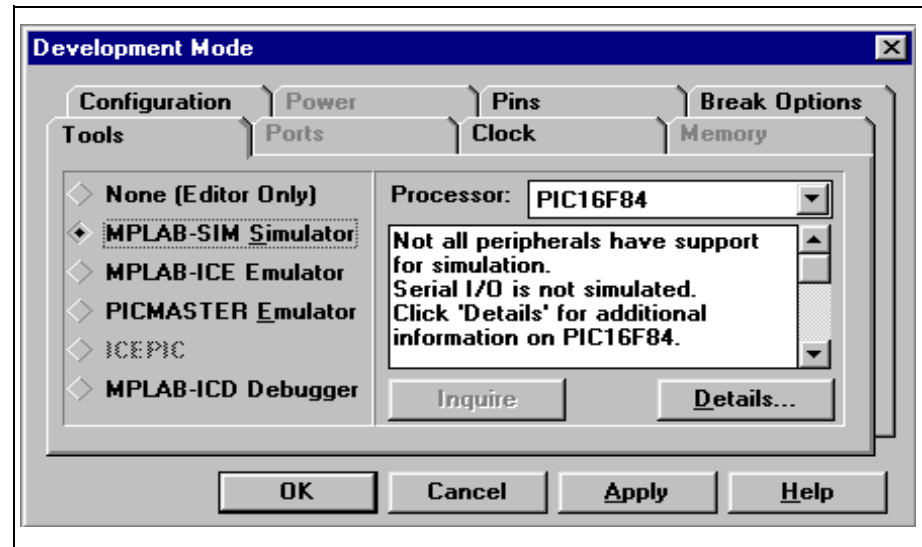 Development Mode
Configuration Power Pins Break Options
Tools Ports Clock Memory
None (Editor Only)
MPLAB-SIM Simulator
MPLAB-ICE Emulator
PICMASTER Emulator
ICEPIC
MPLAB-ICD Debugger
Processor: PIC16F84
Not all peripherals have support
for simulation.
Serial I/O is not simulated.
Click 'Details' for additional
information on PIC16F84.
Inquire Details...
OK Cancel Apply Help